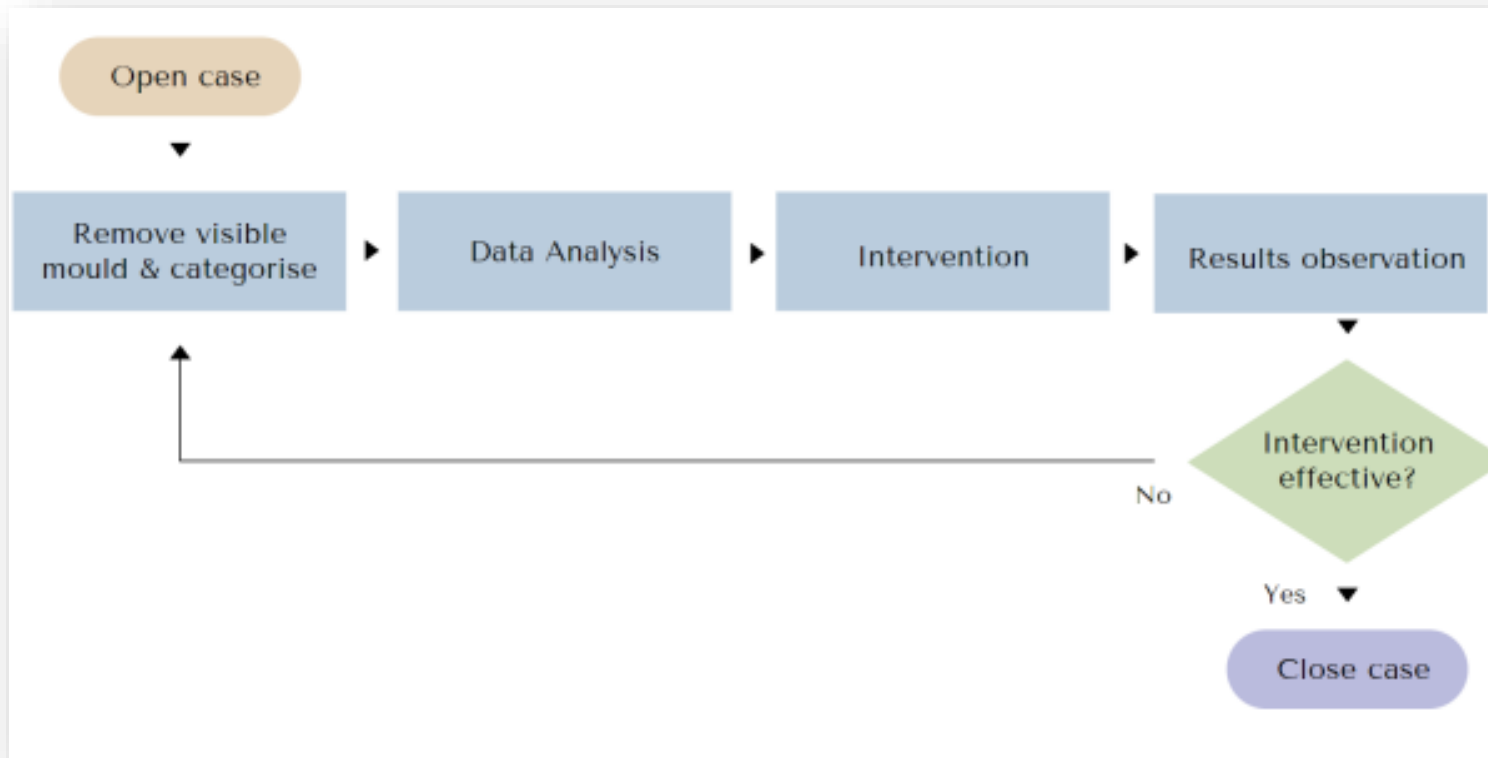 Open case
Remove visible
mould & categorise
Data Analysis
Intervention
Results observation
Intervention
effective?
No
Yes
Close case